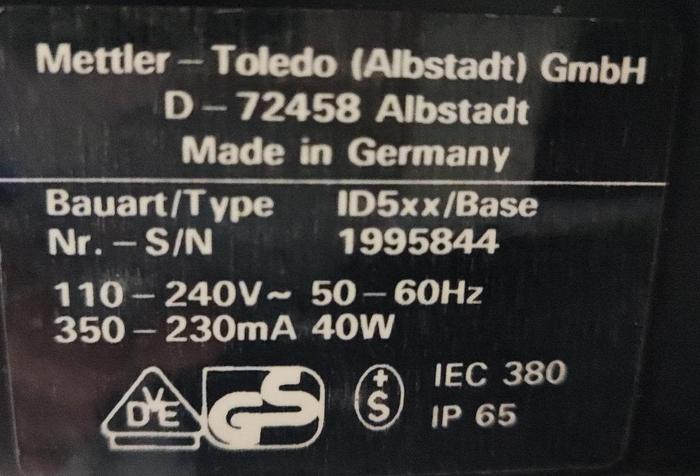 Mettler – Toledo (Albstadt) GmbH
D – 72458 Albstadt
Made in Germany
Bauart/Type ID5xx/Base
Nr. – S/N 1995844
110 – 240V~ 50 – 60Hz
350 – 230mA 40W
DVE GS +S IEC 380
IP 65